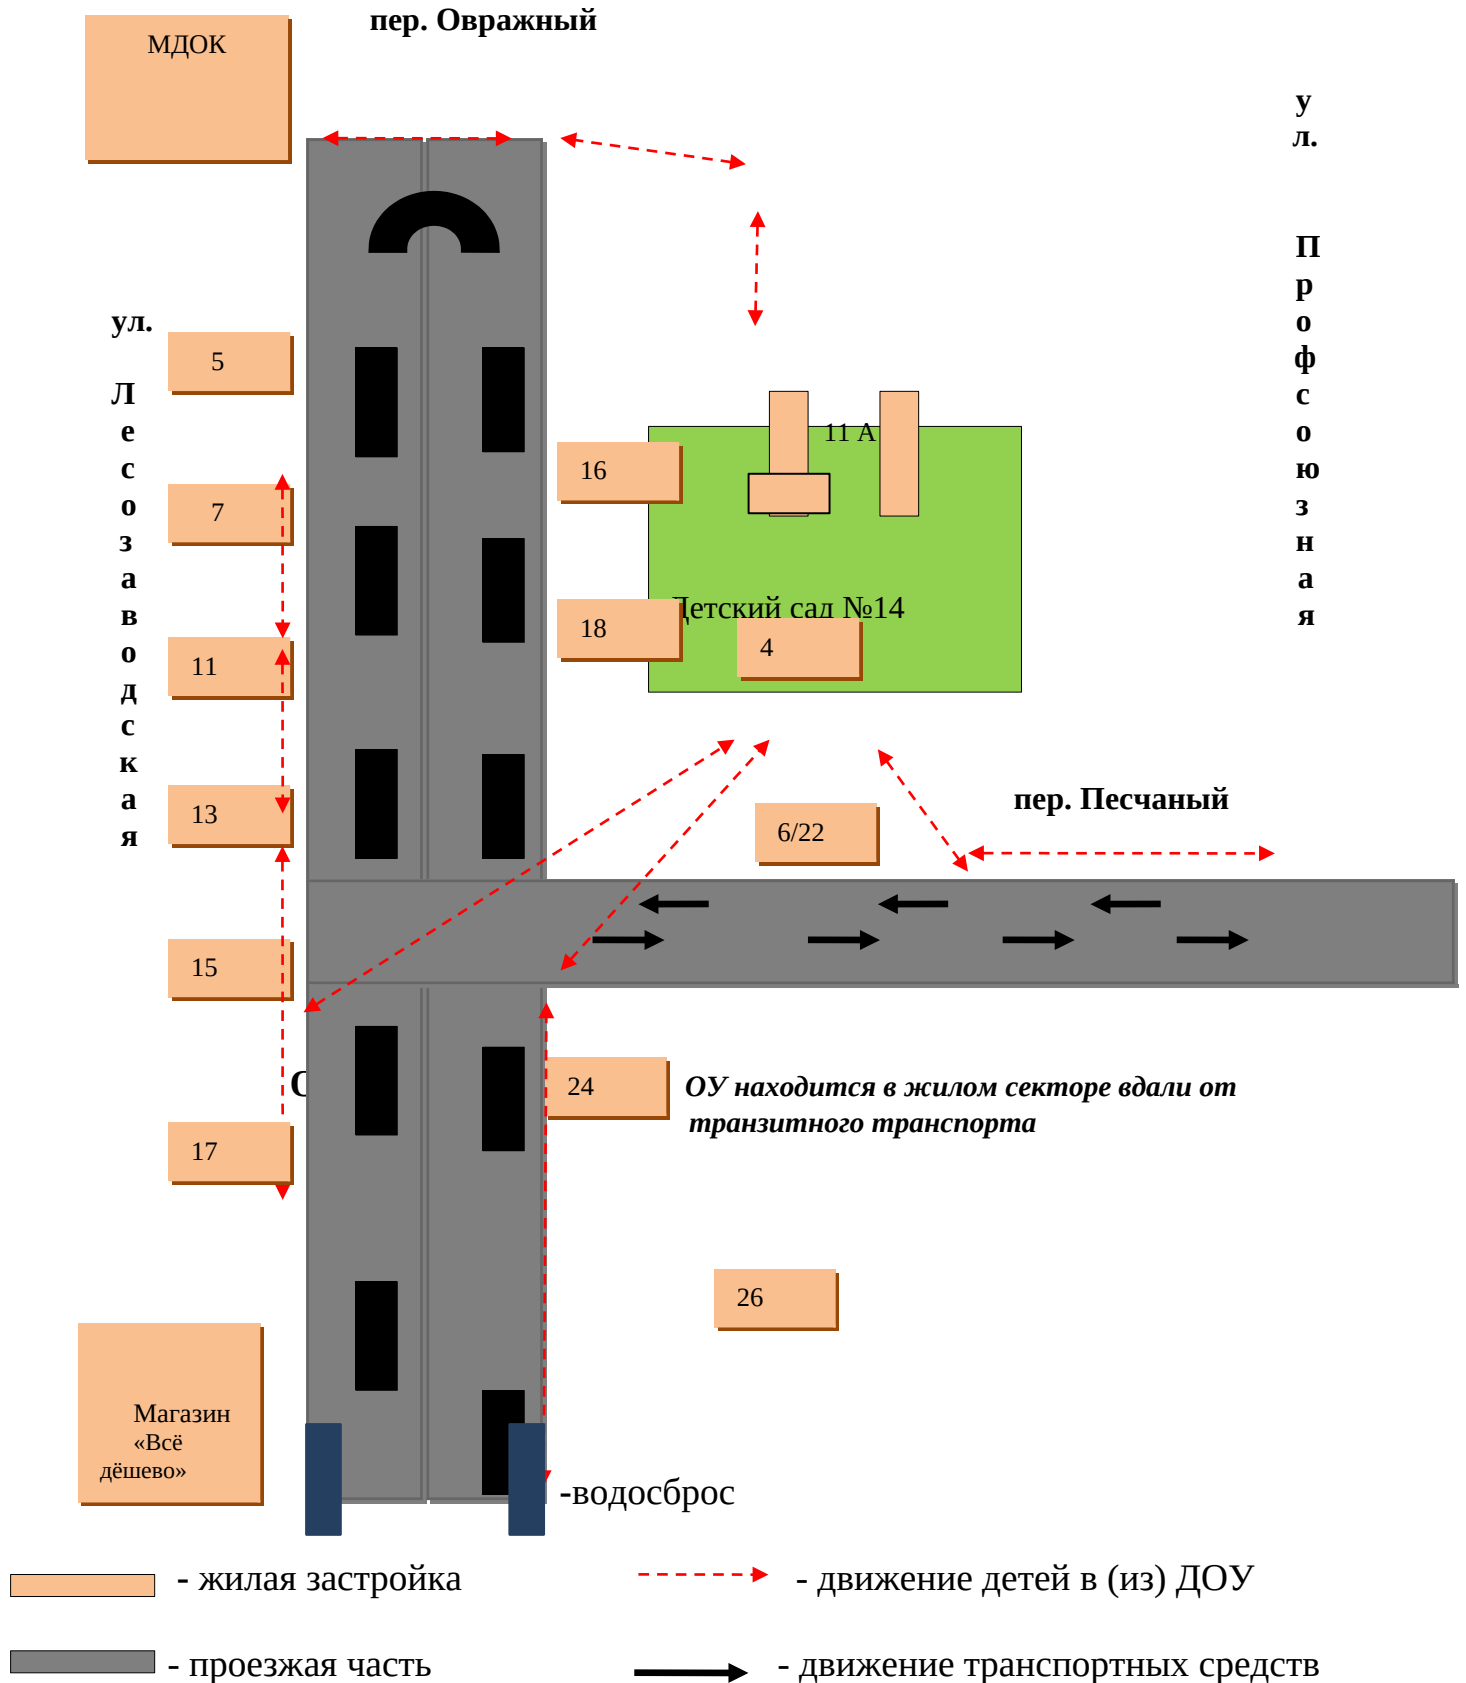 пер. Овражный
МДОК
ул. Профсоюзная
ул. Лесозаводская
5
11 А
16
7
Детский сад №14
18
4
11
пер. Песчаный
13
6/22
15
24
ОУ находится в жилом секторе вдали от
транзитного транспорта
17
26
Магазин
«Всё
дёшево»
-водосброс
- жилая застройка
- движение детей в (из) ДОУ
- проезжая часть
- движение транспортных средств